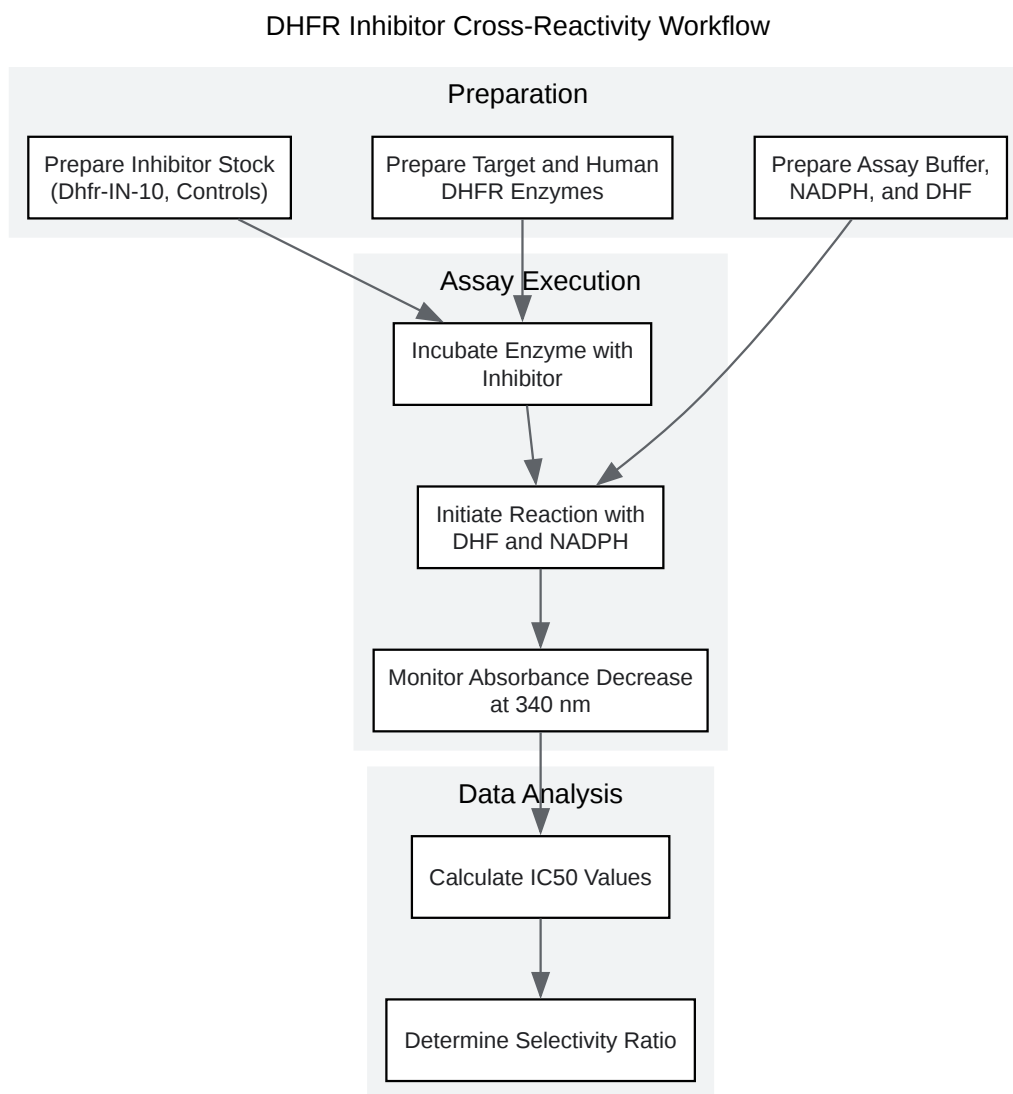 DHFR Inhibitor Cross-Reactivity Workflow
Preparation
Prepare Inhibitor Stock
(Dhfr-IN-10, Controls)
Prepare Target and Human
DHFR Enzymes
Prepare Assay Buffer,
NADPH, and DHF
Assay Execution
Incubate Enzyme with
Inhibitor
Initiate Reaction with
DHF and NADPH
Monitor Absorbance Decrease
at 340 nm
Data Analysis
Calculate IC50 Values
Determine Selectivity Ratio